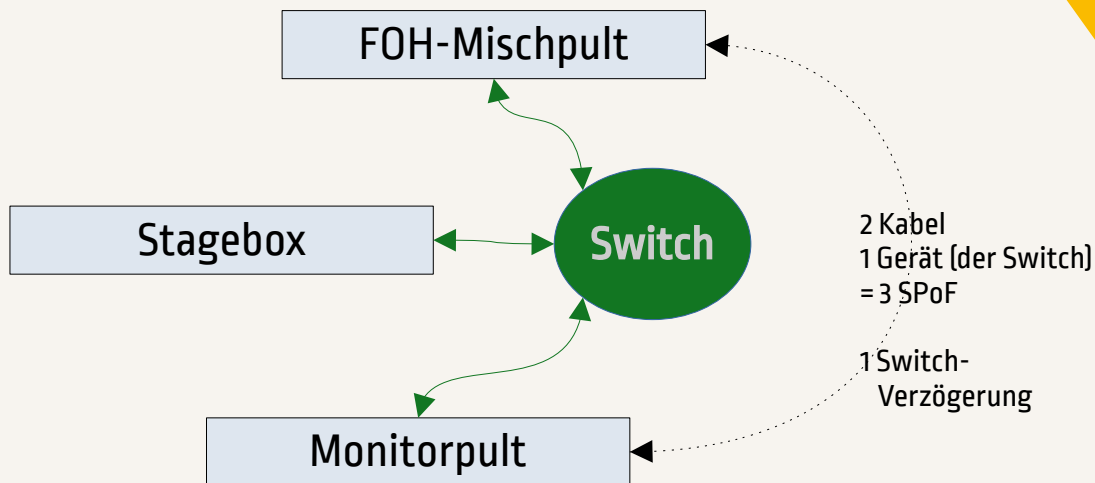 FOH-Mischpult
Stagebox
Switch
2 Kabel
1 Gerät (der Switch)
= 3 SPoF
1 Switch-
Verzögerung
Monitorpult